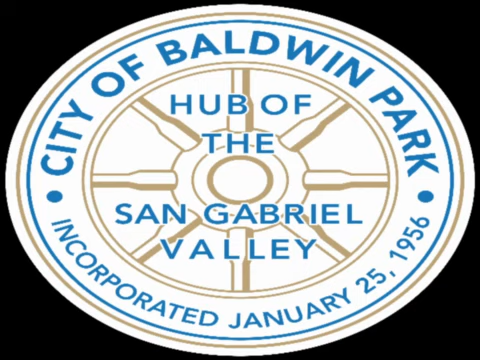 CITY OF BALDWIN PARK
HUB OF
THE
SAN GABRIEL
VALLEY
INCORPORATED JANUARY 25, 1956